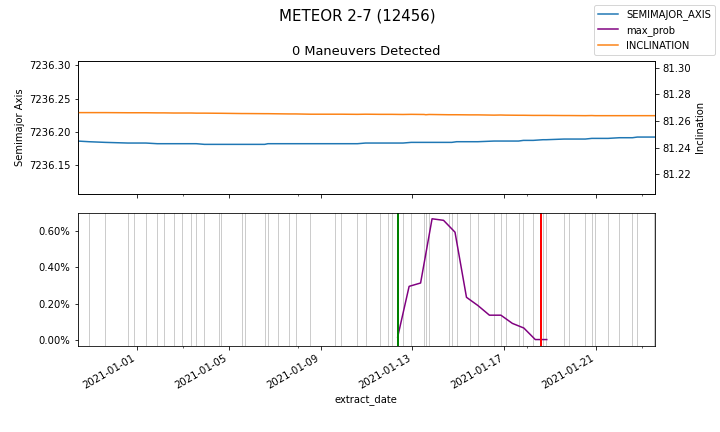 METEOR 2-7 (12456)
SEMIMAJOR_AXIS
max_prob
INCLINATION
0 Maneuvers Detected
7236.30
7236.25
7236.20
7236.15
Semimajor Axis
81.30
81.28
81.26
81.24
81.22
Inclination
0.60%
0.40%
0.20%
0.00%
2021-01-01
2021-01-05
2021-01-09
2021-01-13
2021-01-17
2021-01-21
extract_date